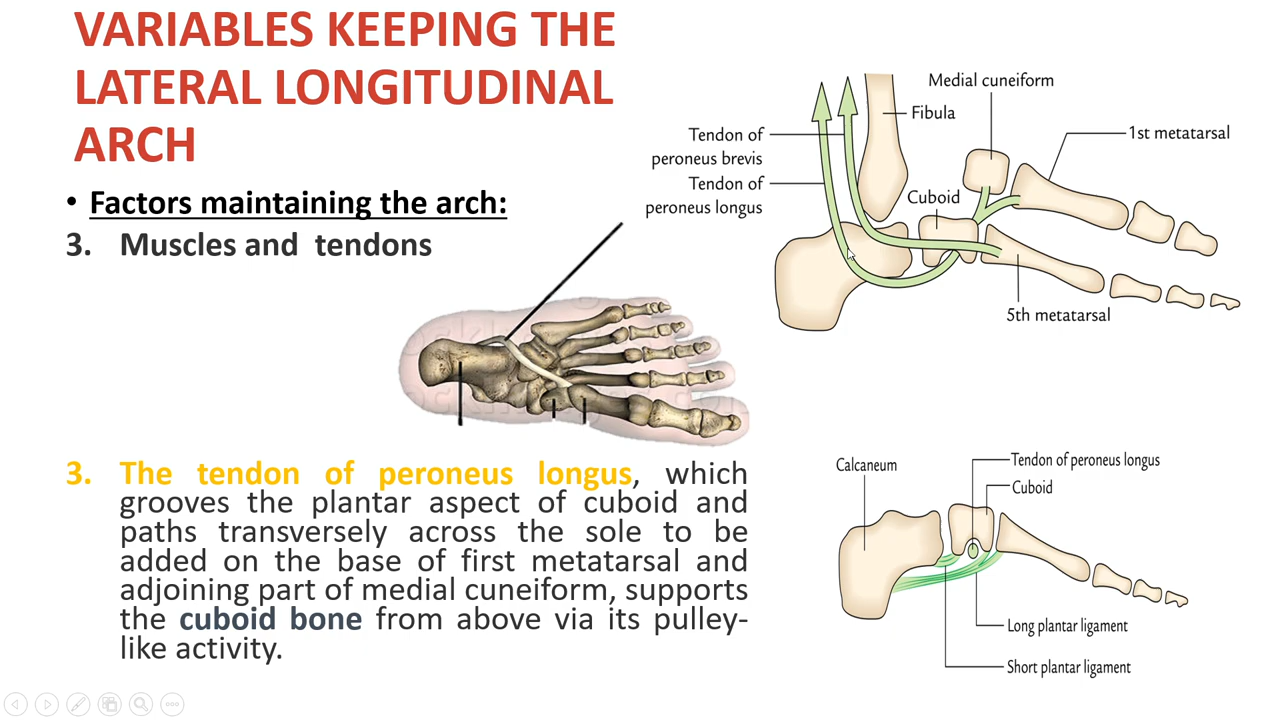 VARIABLES KEEPING THE
LATERAL LONGITUDINAL
ARCH
• Factors maintaining the arch:
3. Muscles and tendons
3. The tendon of peroneus longus, which
grooves the plantar aspect of cuboid and
paths transversely across the sole to be
added on the base of first metatarsal and
adjoining part of medial cuneiform, supports
the cuboid bone from above via its pulley-
like activity.
Medial cuneiform
Fibula
1st metatarsal
Tendon of
peroneus brevis
Tendon of
peroneus longus
Cuboid
5th metatarsal
Calcaneum
Tendon of peroneus longus
Cuboid
Long plantar ligament
Short plantar ligament